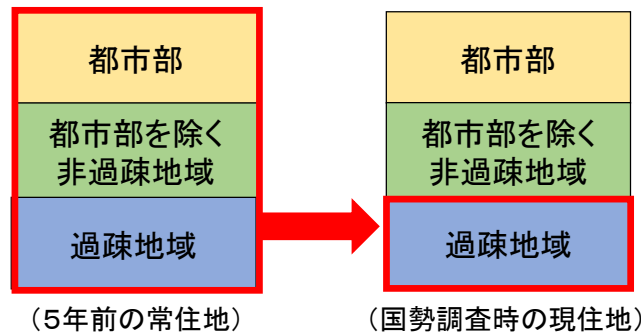 都市部
都市部を除く
非過疎地域
過疎地域
(5年前の常住地)
都市部
都市部を除く
非過疎地域
過疎地域
(国勢調査時の現住地)